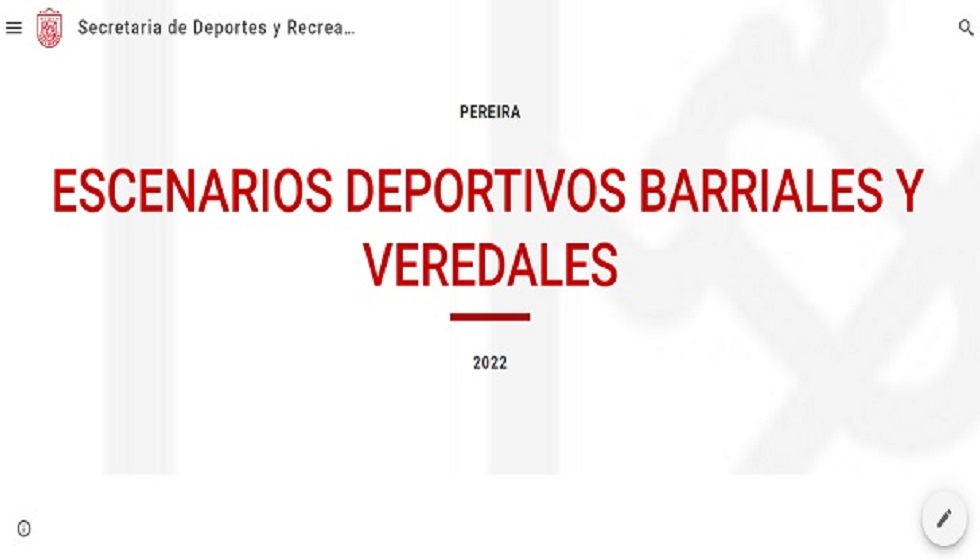 Secretaria de Deportes y Recrea...
PEREIRA
ESCENARIOS DEPORTIVOS BARRIALES Y
VEREDALES
2022